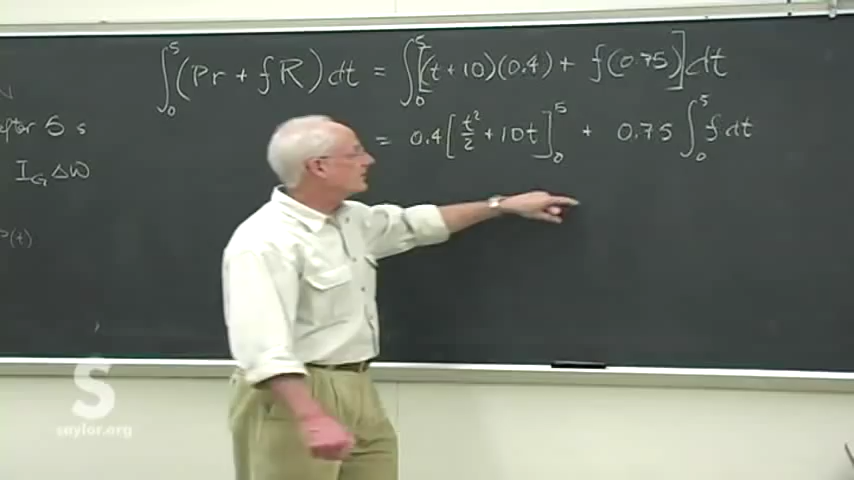 ∫₀⁵ (Pr + fR) dt = ∫₀⁵ [(t+10)(0.4) + f(0.75)] dt
= 0.4 [t²/2 + 10t]₀⁵ + 0.75 ∫₀⁵ f dt
after 5 s
I_G Δω
P(t)
S
saylor.org